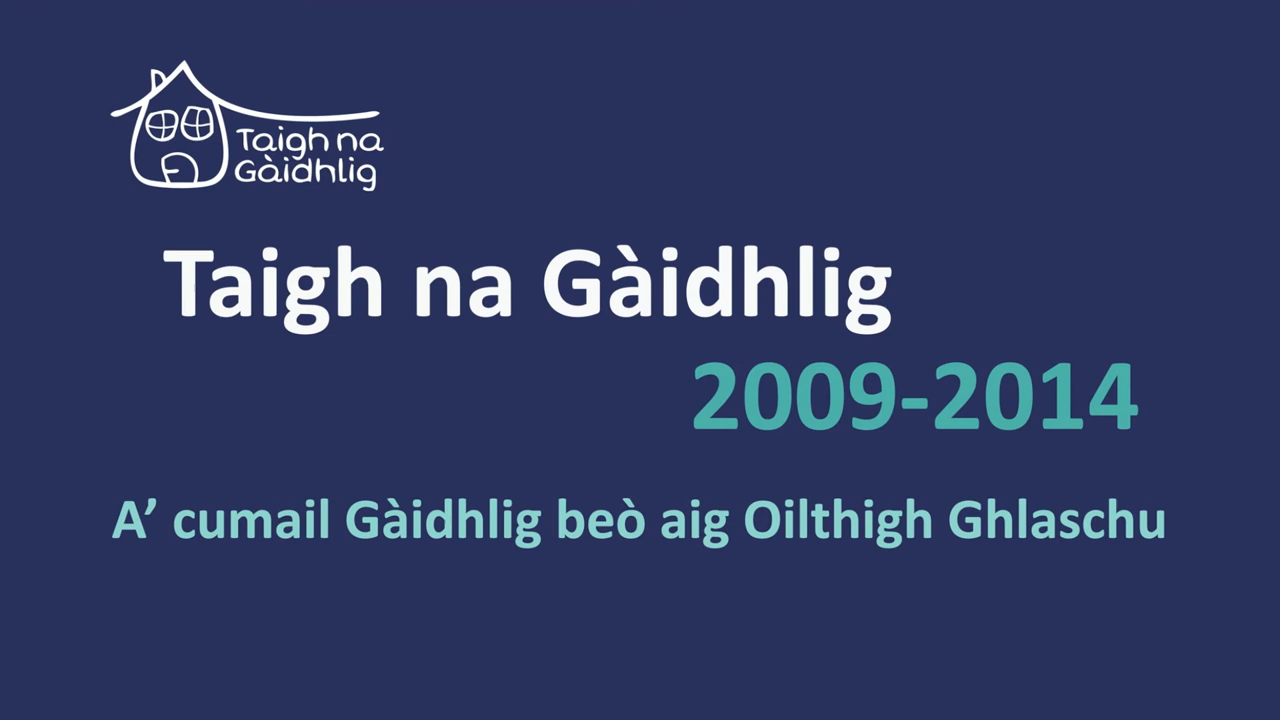 Taigh na
Gàidhlig
Taigh na Gàidhlig
2009-2014
A’ cumail Gàidhlig beò aig Oilthigh Ghlaschu